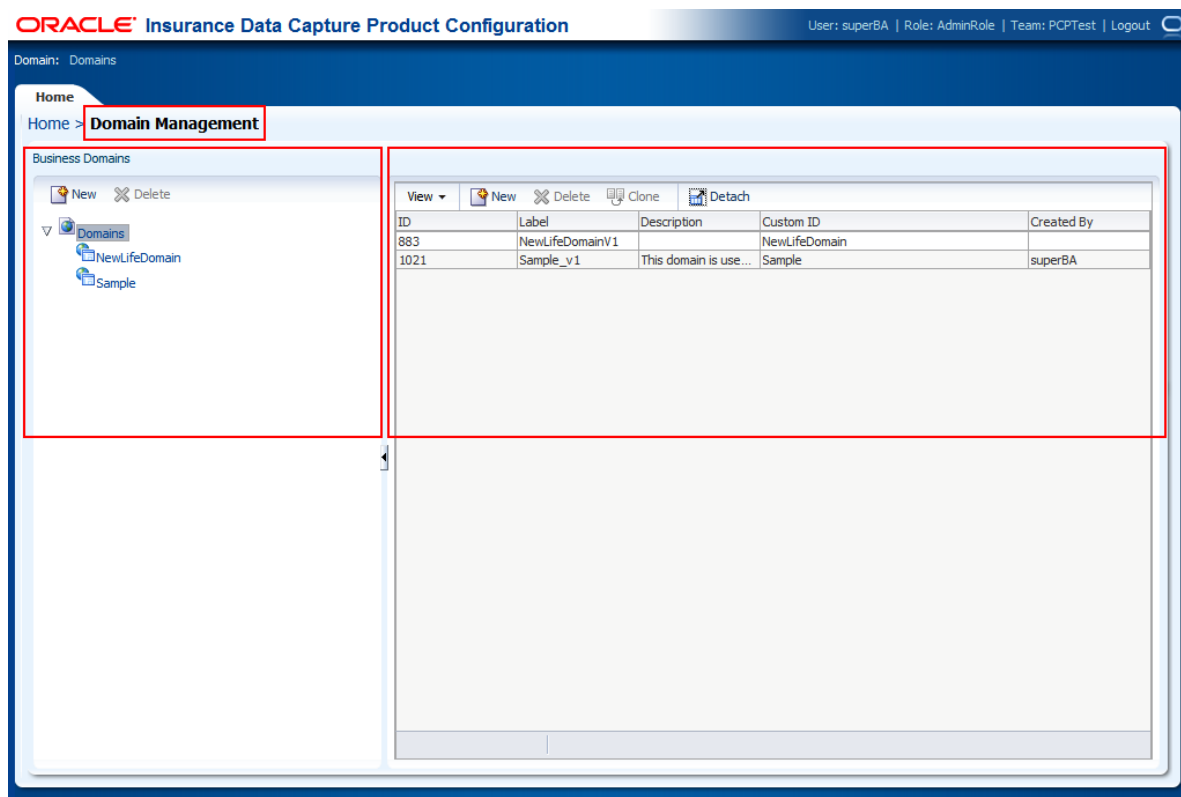 ORACLE Insurance Data Capture Product Configuration
User: superBA | Role: AdminRole | Team: PCPTest | Logout
Domain: Domains
Home
Home > Domain Management
Business Domains
New Delete
Domains
NewLifeDomain
Sample
View New Delete Clone Detach
ID Label Description Custom ID Created By
883 NewLifeDomainV1 NewLifeDomain
1021 Sample_v1 This domain is use... Sample superBA